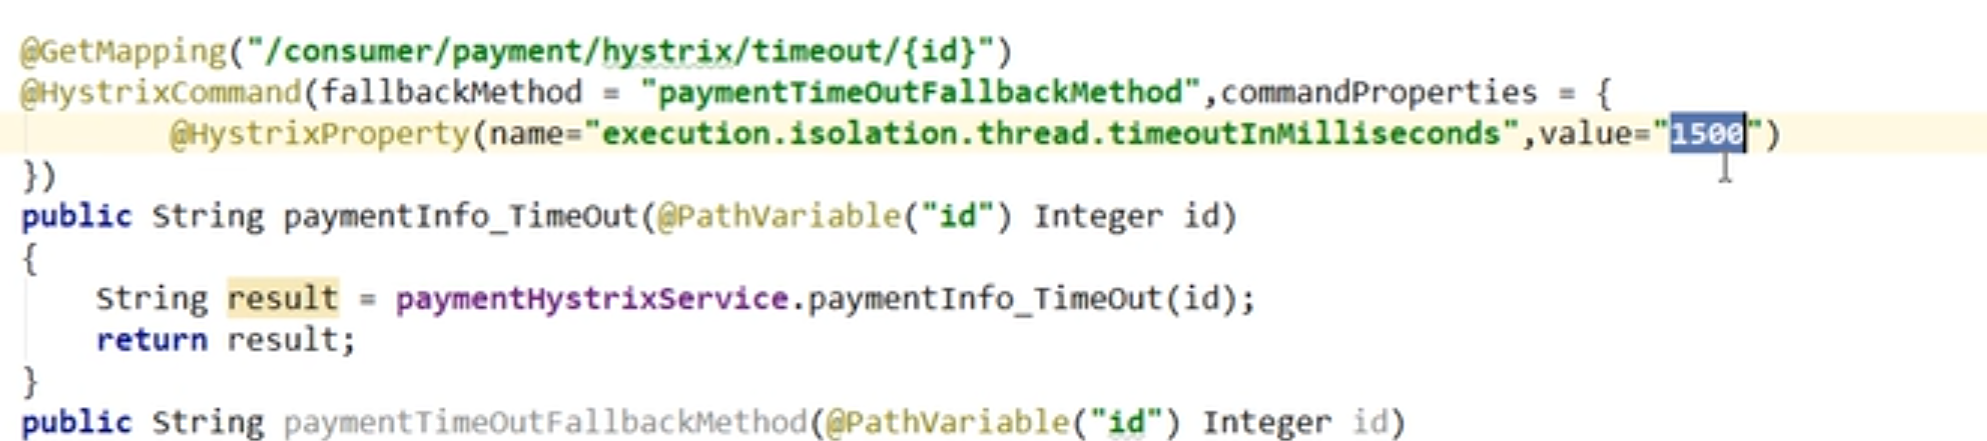 @GetMapping("/consumer/payment/hystrix/timeout/{id}")
@HystrixCommand(fallbackMethod = "paymentTimeOutFallbackMethod",commandProperties = {
        @HystrixProperty(name="execution.isolation.thread.timeoutInMilliseconds",value="1500")
})
public String paymentInfo_TimeOut(@PathVariable("id") Integer id)
{
    String result = paymentHystrixService.paymentInfo_TimeOut(id);
    return result;
}
public String paymentTimeOutFallbackMethod(@PathVariable("id") Integer id)